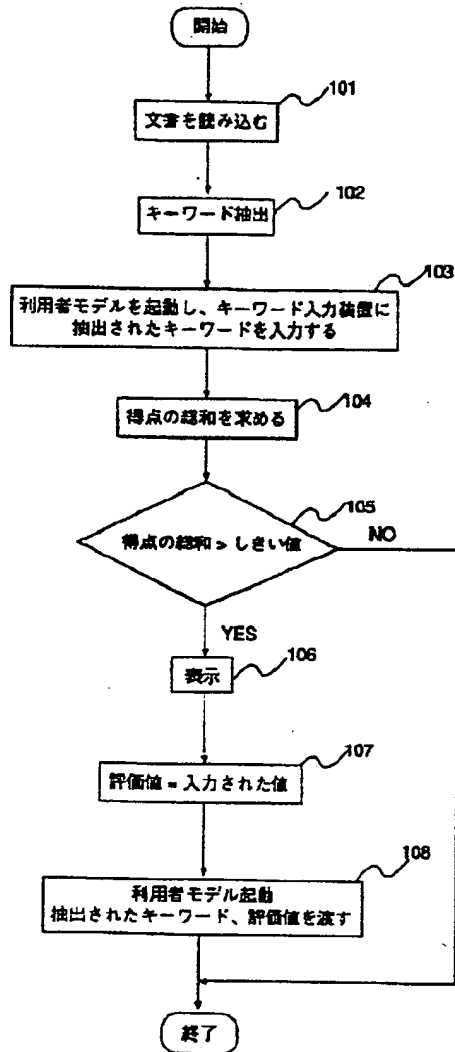 開始
101
文書を読み込む
102
キーワード抽出
103
利用者モデルを起動し、キーワード入力装置に
抽出されたキーワードを入力する
104
得点の総和を求める
105
得点の総和 > しきい値
NO
YES
106
表示
107
評価値 = 入力された値
108
利用者モデル起動
抽出されたキーワード、評価値を渡す
終了